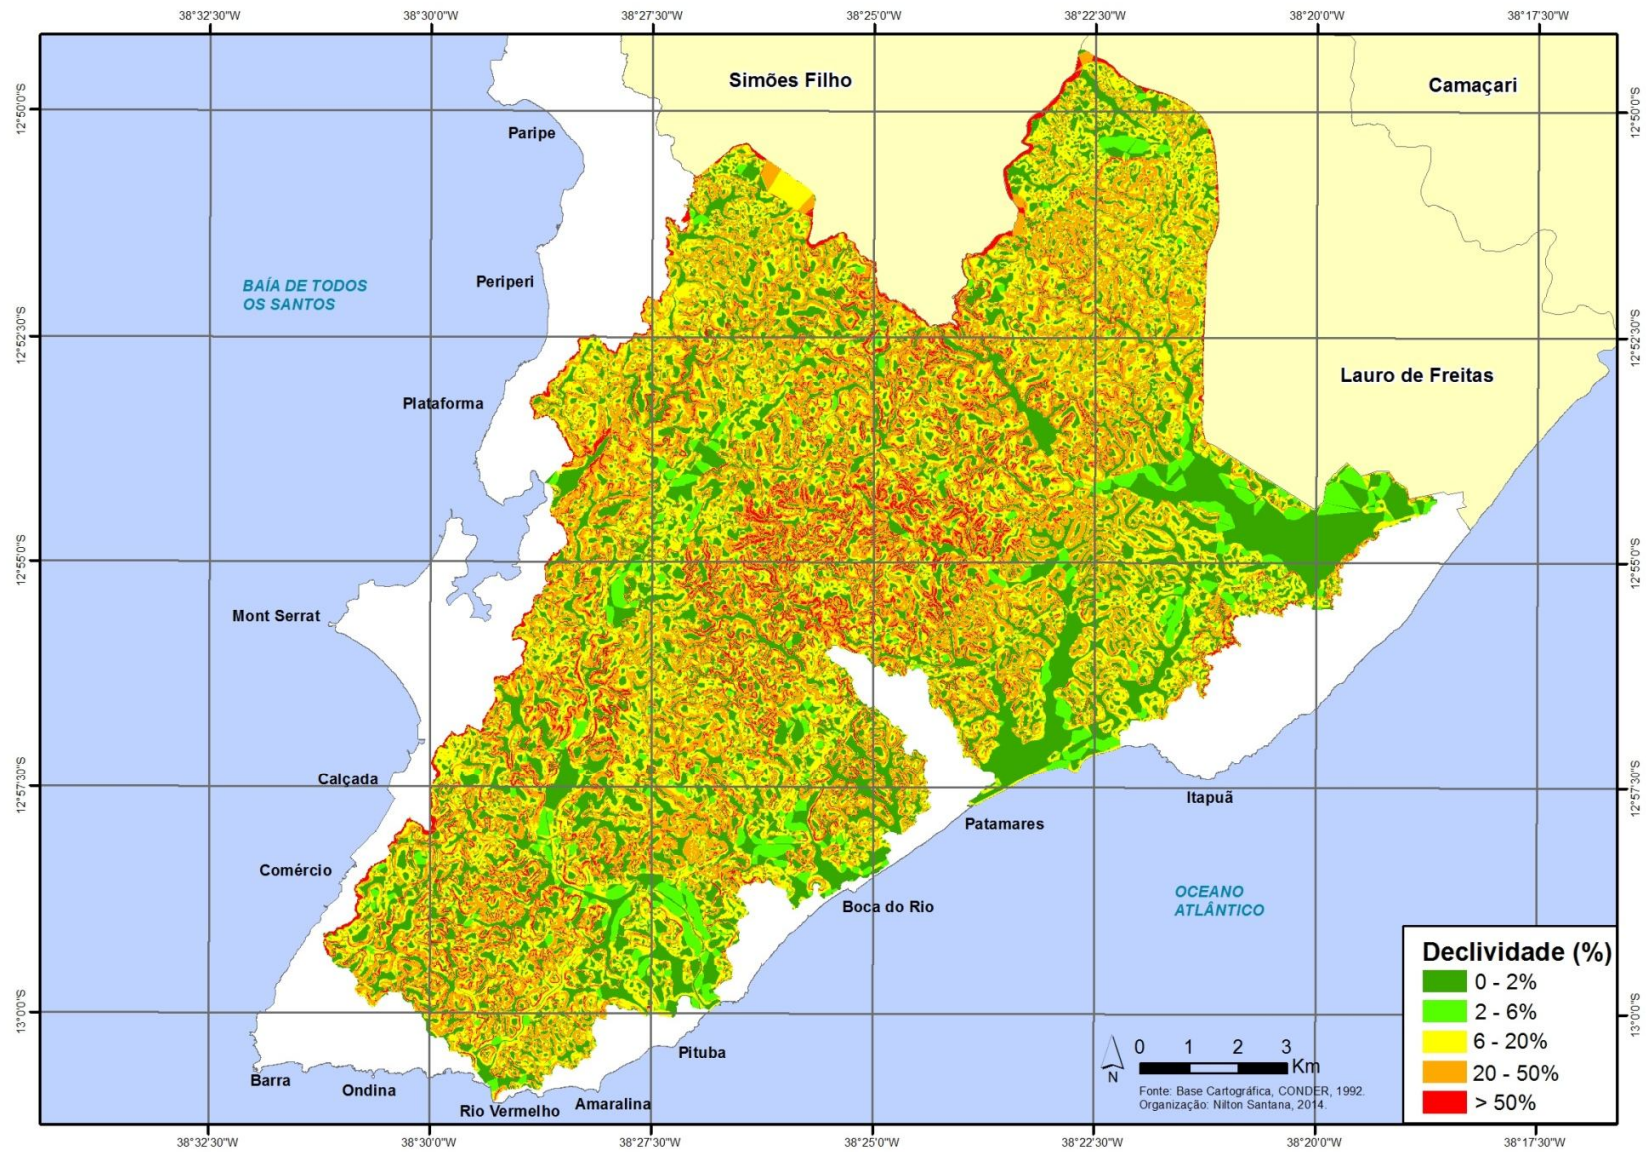 38°32'30"W 38°30'0"W 38°27'30"W 38°25'0"W 38°22'30"W 38°20'0"W 38°17'30"W
Simões Filho
Camaçari
12°50'0"S
12°50'0"S
Paripe
Periperi
BAÍA DE TODOS
OS SANTOS
12°52'30"S
12°52'30"S
Lauro de Freitas
Plataforma
12°55'0"S
12°55'0"S
Mont Serrat
Calçada
12°57'30"S
12°57'30"S
Itapuã
Patamares
Comércio
OCEANO
ATLÂNTICO
Boca do Rio
Declividade (%)
0 - 2%
2 - 6%
6 - 20%
20 - 50%
> 50%
13°0'0"S
13°0'0"S
Pituba
0 1 2 3
Km
N
Fonte: Base Cartográfica, CONDER, 1992.
Organização: Nilton Santana, 2014.
Barra
Ondina
Rio Vermelho
Amaralina
38°32'30"W 38°30'0"W 38°27'30"W 38°25'0"W 38°22'30"W 38°20'0"W 38°17'30"W